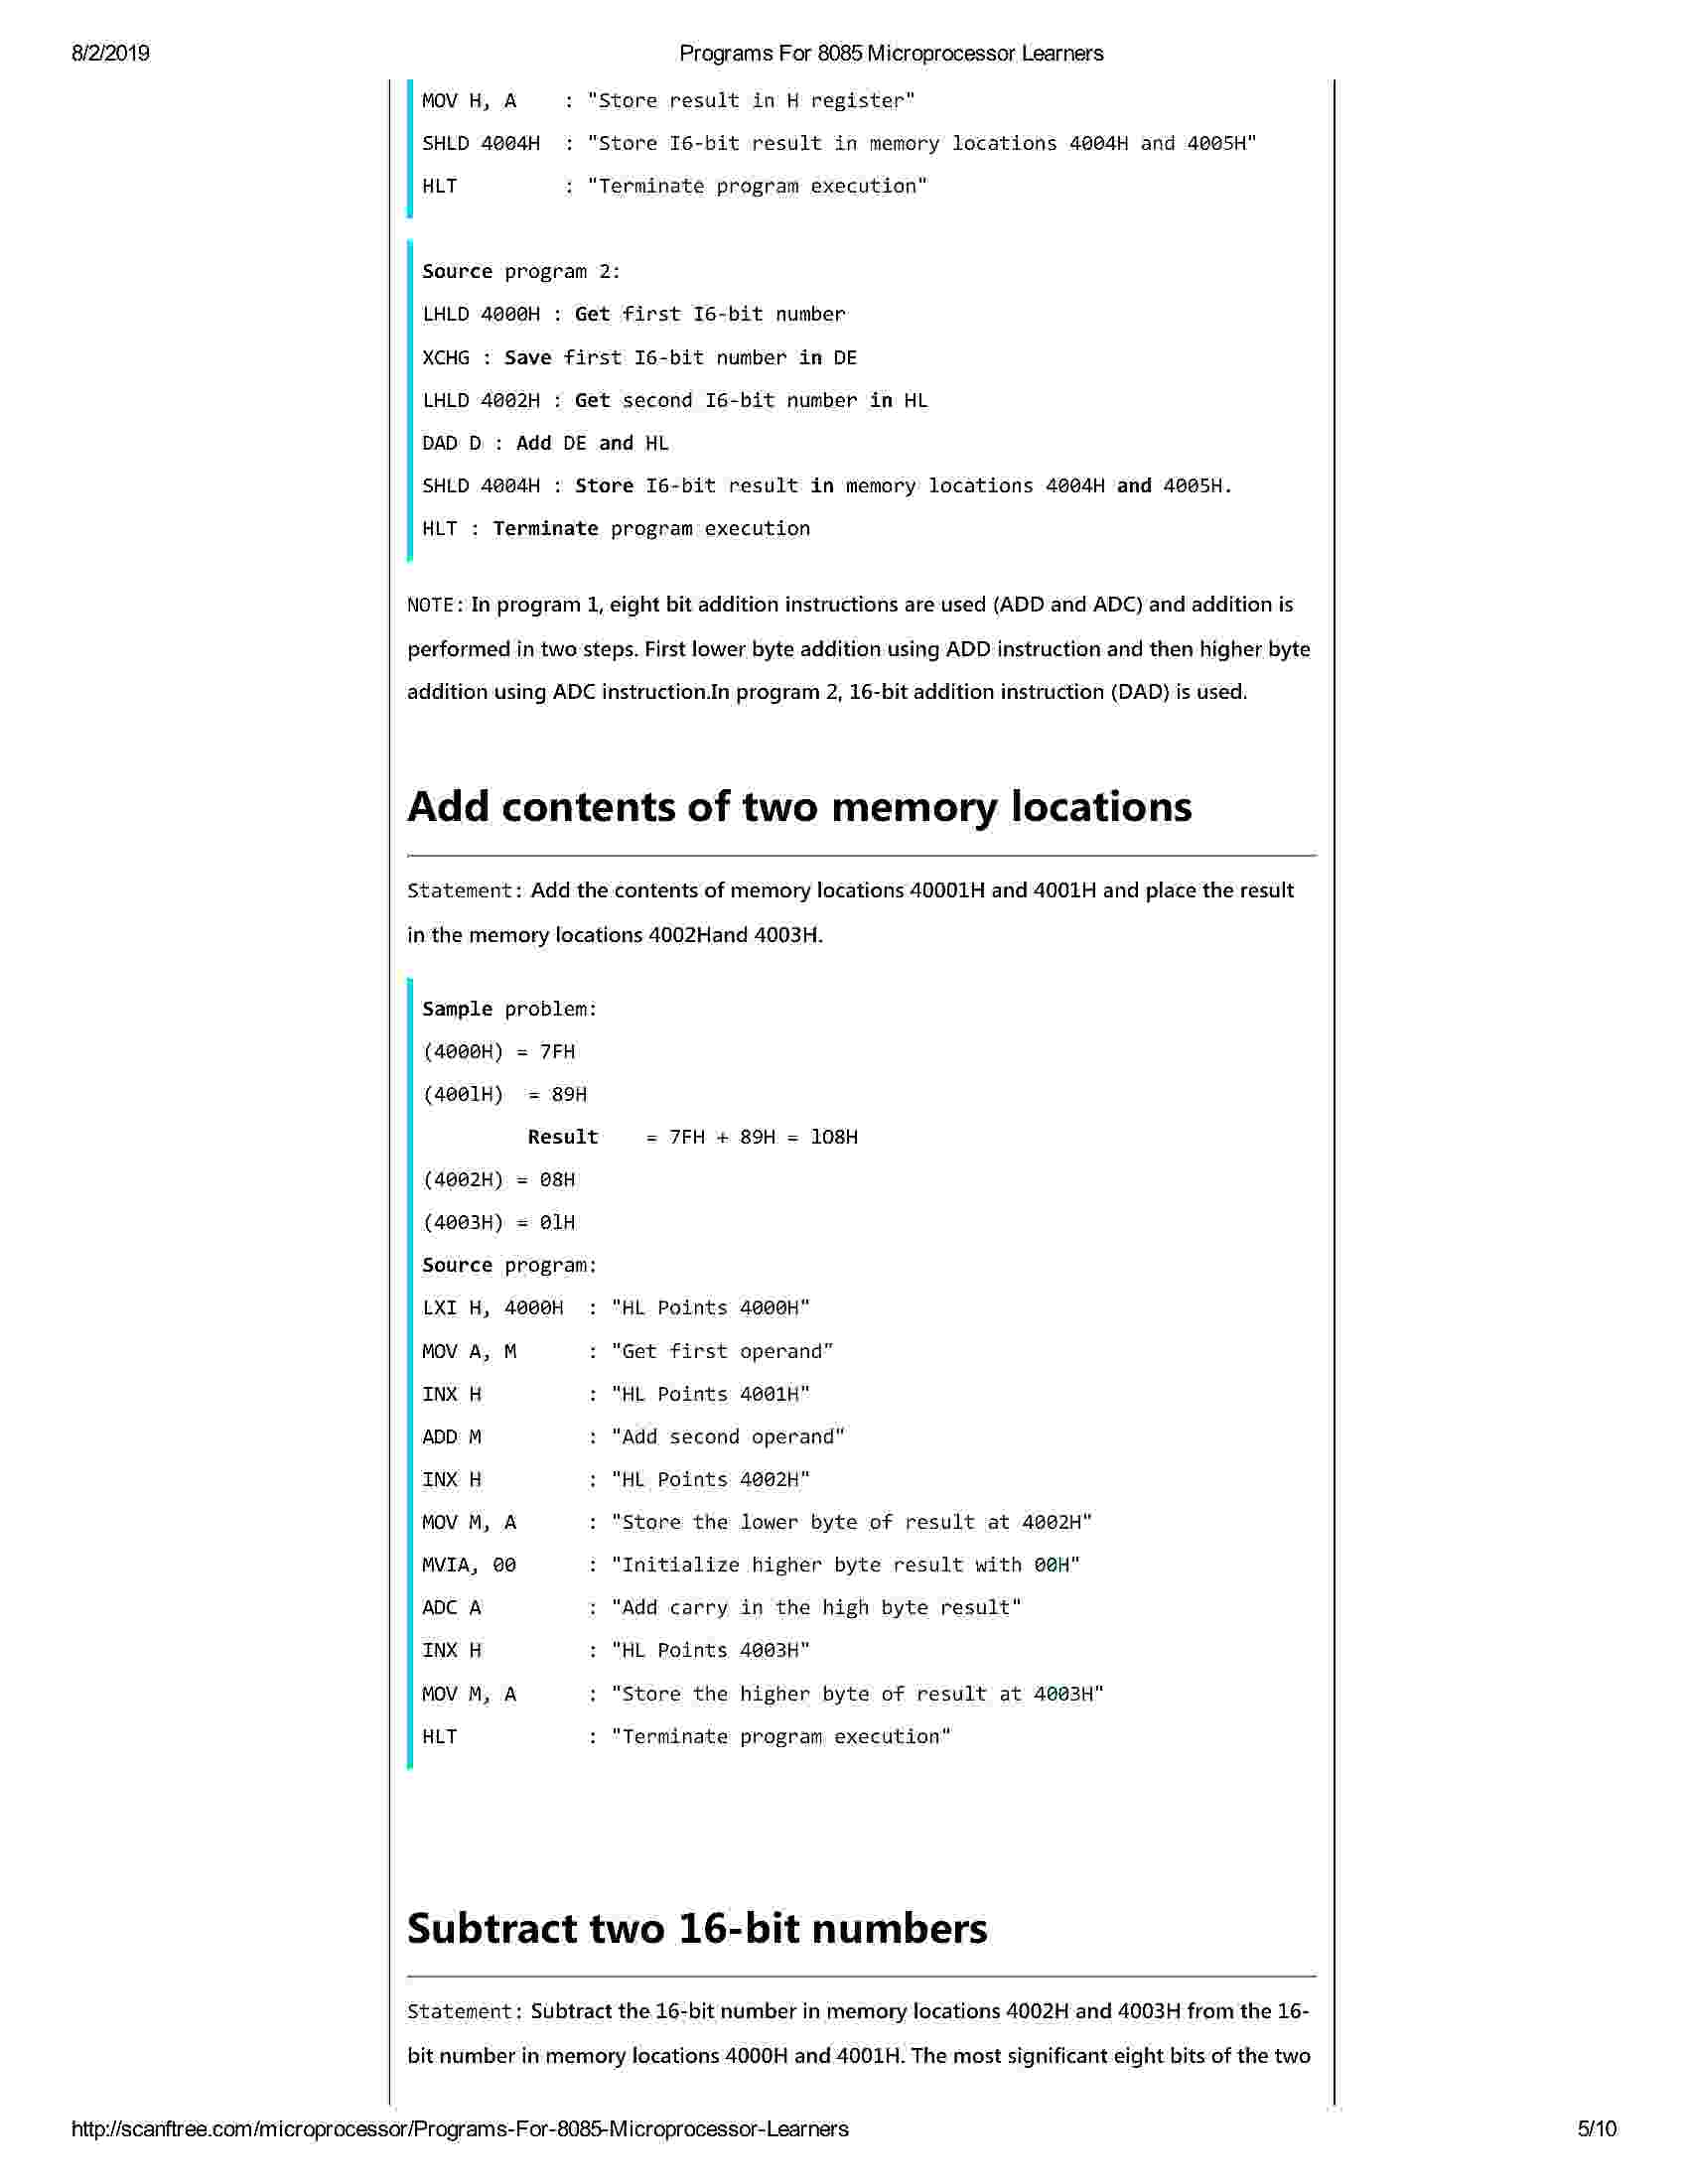 8/2/2019 Programs For 8085 Microprocessor Learners
MOV H, A : "Store result in H register"
SHLD 4004H : "Store I6-bit result in memory locations 4004H and 4005H"
HLT : "Terminate program execution"
Source program 2:
LHLD 4000H : Get first I6-bit number
XCHG : Save first I6-bit number in DE
LHLD 4002H : Get second I6-bit number in HL
DAD D : Add DE and HL
SHLD 4004H : Store I6-bit result in memory locations 4004H and 4005H.
HLT : Terminate program execution
NOTE: In program 1, eight bit addition instructions are used (ADD and ADC) and addition is
performed in two steps. First lower byte addition using ADD instruction and then higher byte
addition using ADC instruction.In program 2, 16-bit addition instruction (DAD) is used.
Add contents of two memory locations
Statement: Add the contents of memory locations 40001H and 4001H and place the result
in the memory locations 4002Hand 4003H.
Sample problem:
(4000H) = 7FH
(400lH) = 89H
Result = 7FH + 89H = lO8H
(4002H) = 08H
(4003H) = 0lH
Source program:
LXI H, 4000H : "HL Points 4000H"
MOV A, M : "Get first operand"
INX H : "HL Points 4001H"
ADD M : "Add second operand"
INX H : "HL Points 4002H"
MOV M, A : "Store the lower byte of result at 4002H"
MVIA, 00 : "Initialize higher byte result with 00H"
ADC A : "Add carry in the high byte result"
INX H : "HL Points 4003H"
MOV M, A : "Store the higher byte of result at 4003H"
HLT : "Terminate program execution"
Subtract two 16-bit numbers
Statement: Subtract the 16-bit number in memory locations 4002H and 4003H from the 16-
bit number in memory locations 4000H and 4001H. The most significant eight bits of the two
http://scanftree.com/microprocessor/Programs-For-8085-Microprocessor-Learners 5/10